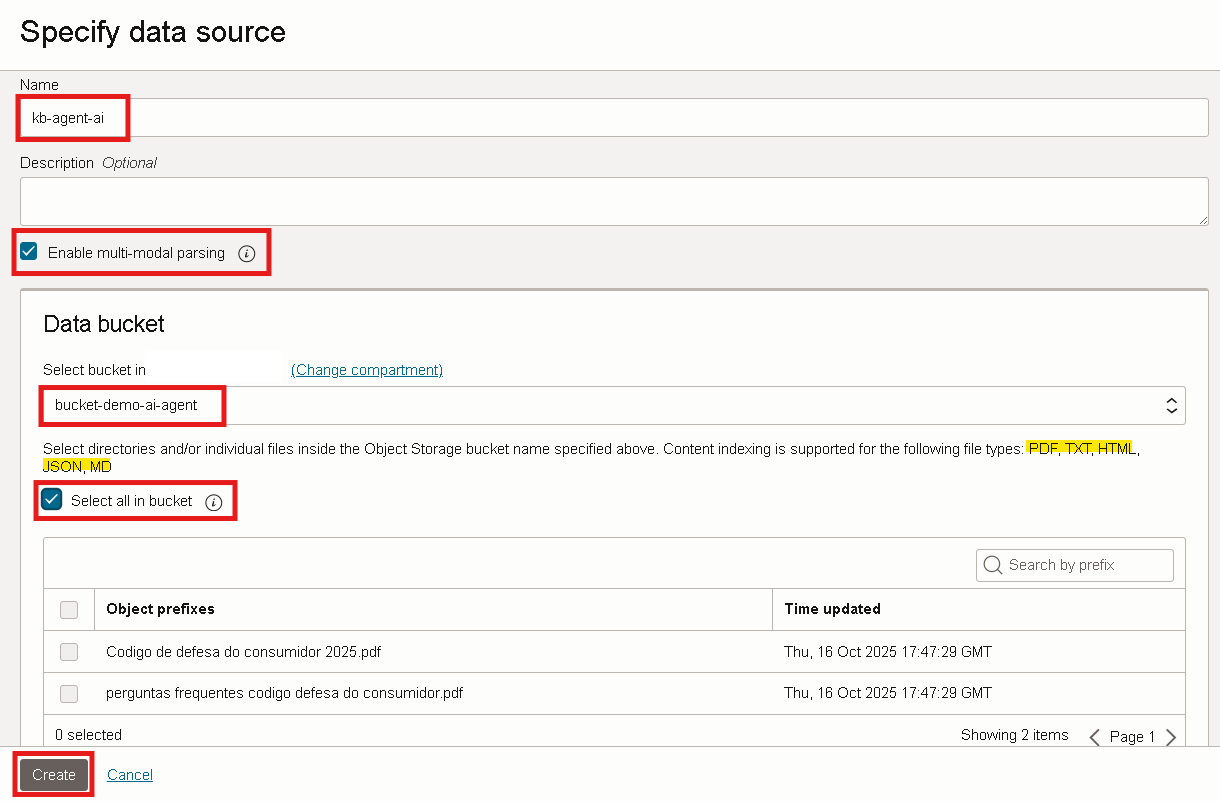 Specify data source
Name
kb-agent-ai
Description Optional
Enable multi-modal parsing
Data bucket
Select bucket in (Change compartment)
bucket-demo-ai-agent
Select directories and/or individual files inside the Object Storage bucket name specified above. Content indexing is supported for the following file types: PDF, TXT, HTML,
JSON, MD
Select all in bucket
Search by prefix
Object prefixes Time updated
Codigo de defesa do consumidor 2025.pdf Thu, 16 Oct 2025 17:47:29 GMT
perguntas frequentes codigo defesa do consumidor.pdf Thu, 16 Oct 2025 17:47:29 GMT
0 selected Showing 2 items Page 1
Create Cancel